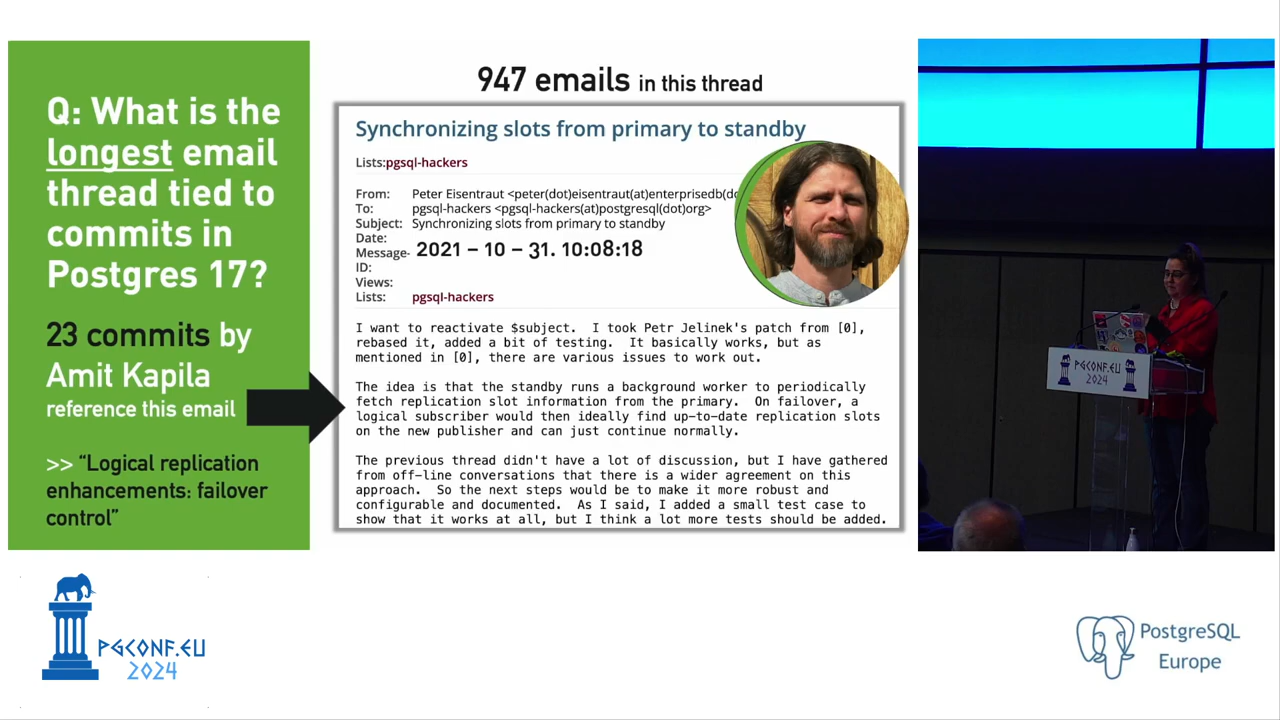 Q: What is the
longest email
thread tied to
commits in
Postgres 17?
23 commits by
Amit Kapila
reference this email
>> “Logical replication
enhancements: failover
control”
947 emails in this thread
Synchronizing slots from primary to standby
Lists:pgsql-hackers
From: Peter Eisentraut <peter(dot)eisentraut(at)enterprisedb(do
To: pgsql-hackers <pgsql-hackers(at)postgresql(dot)org>
Subject: Synchronizing slots from primary to standby
Date:
Message- 2021 – 10 – 31. 10:08:18
ID:
Views:
Lists: pgsql-hackers
I want to reactivate $subject. I took Petr Jelinek's patch from [0],
rebased it, added a bit of testing. It basically works, but as
mentioned in [0], there are various issues to work out.
The idea is that the standby runs a background worker to periodically
fetch replication slot information from the primary. On failover, a
logical subscriber would then ideally find up-to-date replication slots
on the new publisher and can just continue normally.
The previous thread didn't have a lot of discussion, but I have gathered
from off-line conversations that there is a wider agreement on this
approach. So the next steps would be to make it more robust and
configurable and documented. As I said, I added a small test case to
show that it works at all, but I think a lot more tests should be added.
PGCONF.EU
2024
PGCONF.EU
2024
PostgreSQL
Europe